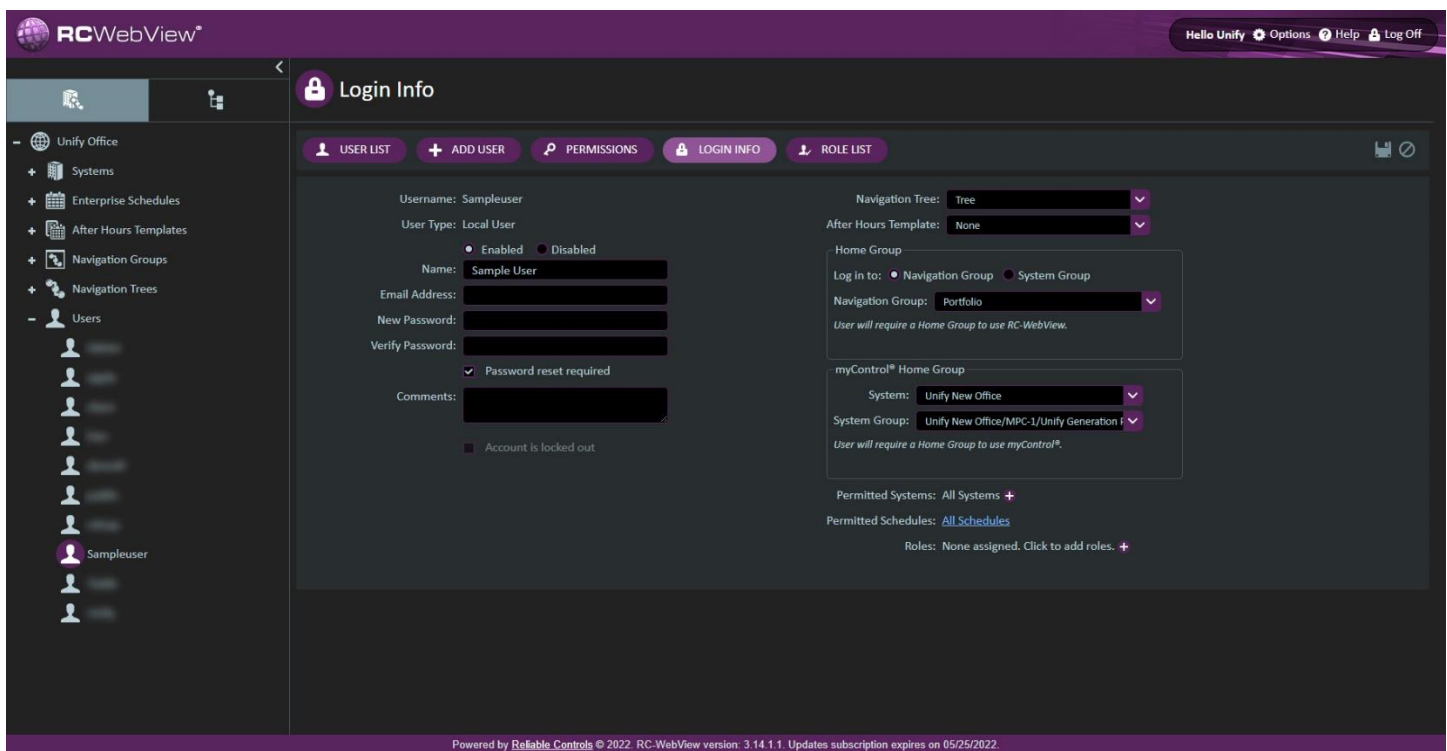 RCWebView®
Hello Unify Options Help Log Off
Login Info
Unify Office
Systems
Enterprise Schedules
After Hours Templates
Navigation Groups
Navigation Trees
Users
Sampleuser
USER LIST ADD USER PERMISSIONS LOGIN INFO ROLE LIST
Username: Sampleuser
User Type: Local User
Enabled Disabled
Name: Sample User
Email Address:
New Password:
Verify Password:
Password reset required
Comments:
Account is locked out
Navigation Tree: Tree
After Hours Template: None
Home Group
Log in to: Navigation Group System Group
Navigation Group: Portfolio
User will require a Home Group to use RC-WebView.
myControl® Home Group
System: Unify New Office
System Group: Unify New Office/MPC-1/Unify Generation
User will require a Home Group to use myControl®.
Permitted Systems: All Systems
Permitted Schedules: All Schedules
Roles: None assigned. Click to add roles.
Powered by Reliable Controls © 2022. RC-WebView version: 3.14.1.1. Updates subscription expires on 05/25/2022.